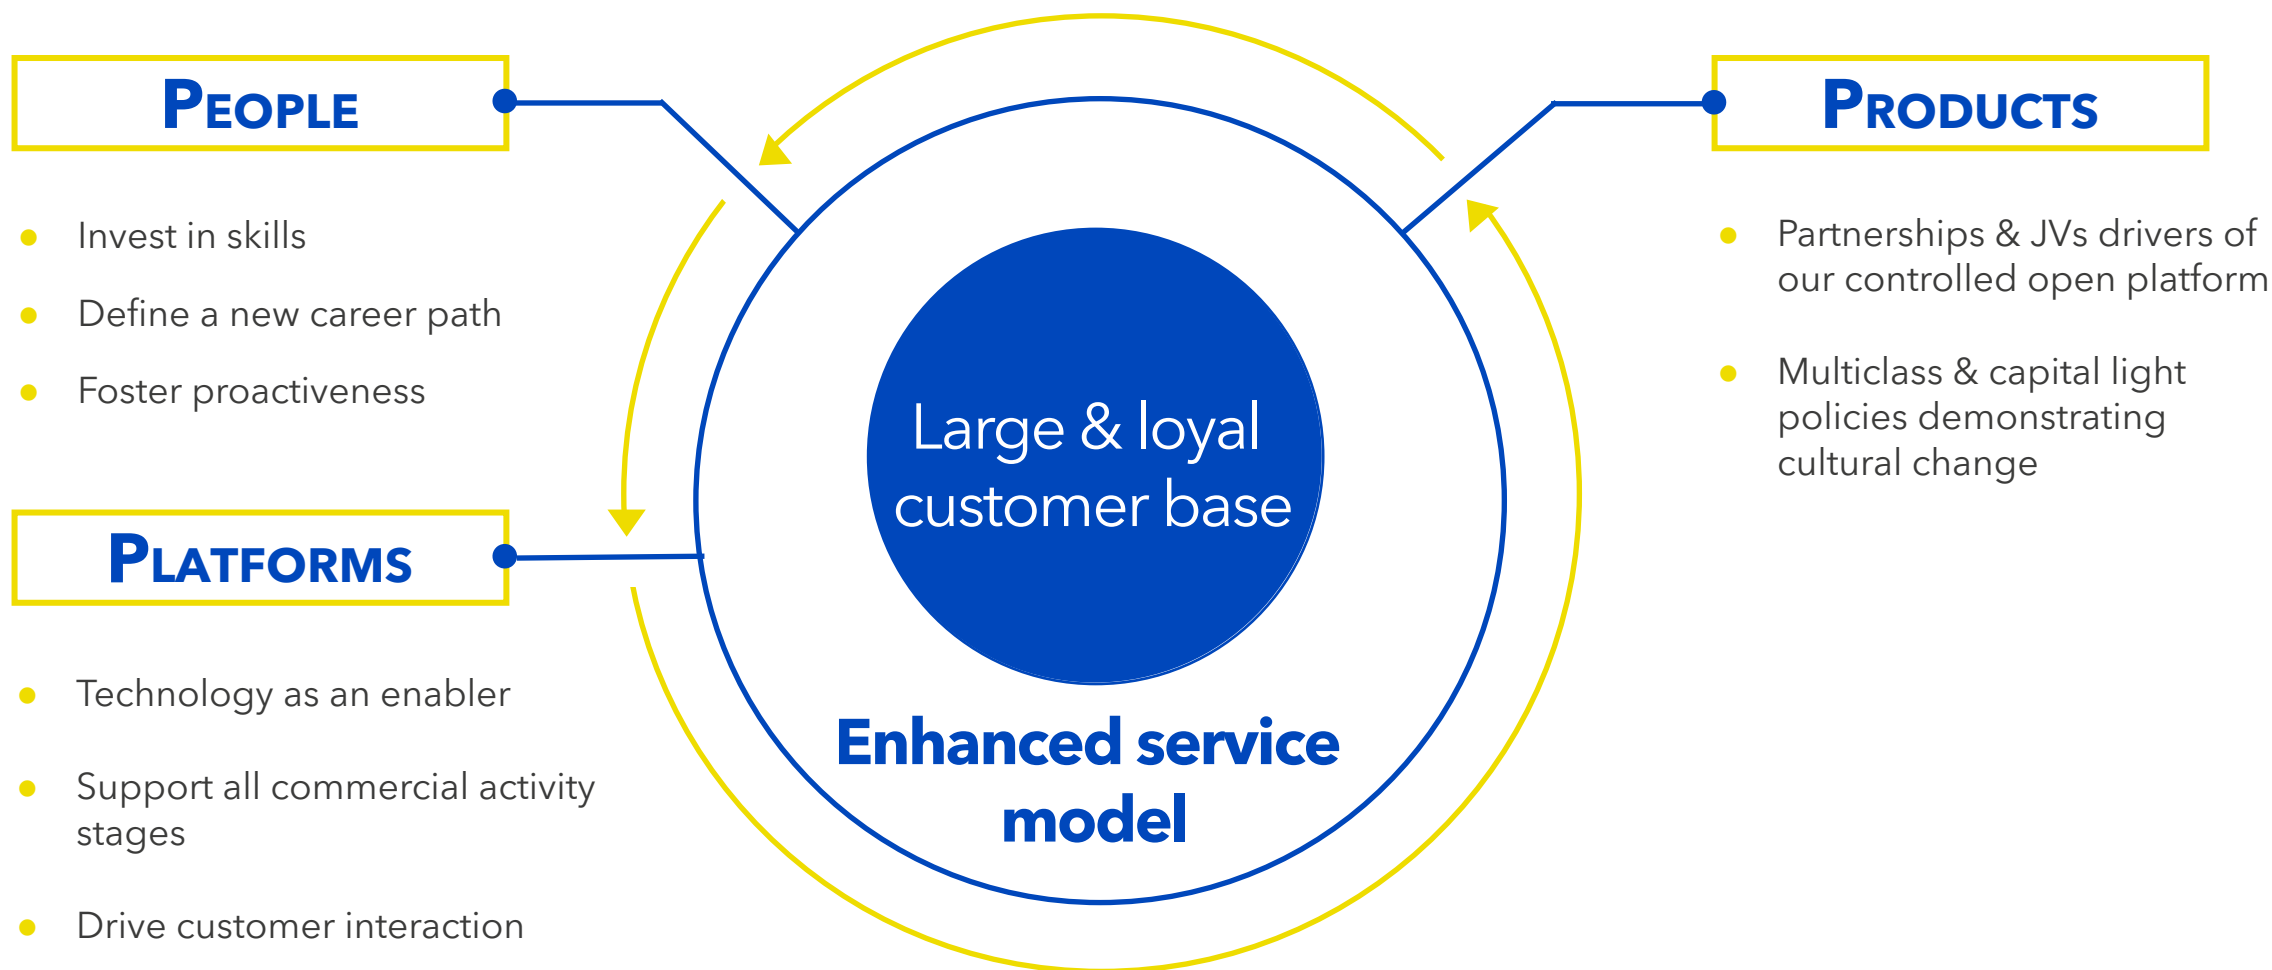 PEOPLE
Invest in skills
Define a new career path
Foster proactiveness
PLATFORMS
Technology as an enabler
Support all commercial activity
stages
Drive customer interaction
Large & loyal
customer base
Enhanced service
model
PRODUCTS
Partnerships & JVs drivers of
our controlled open platform
Multiclass & capital light
policies demonstrating
cultural change